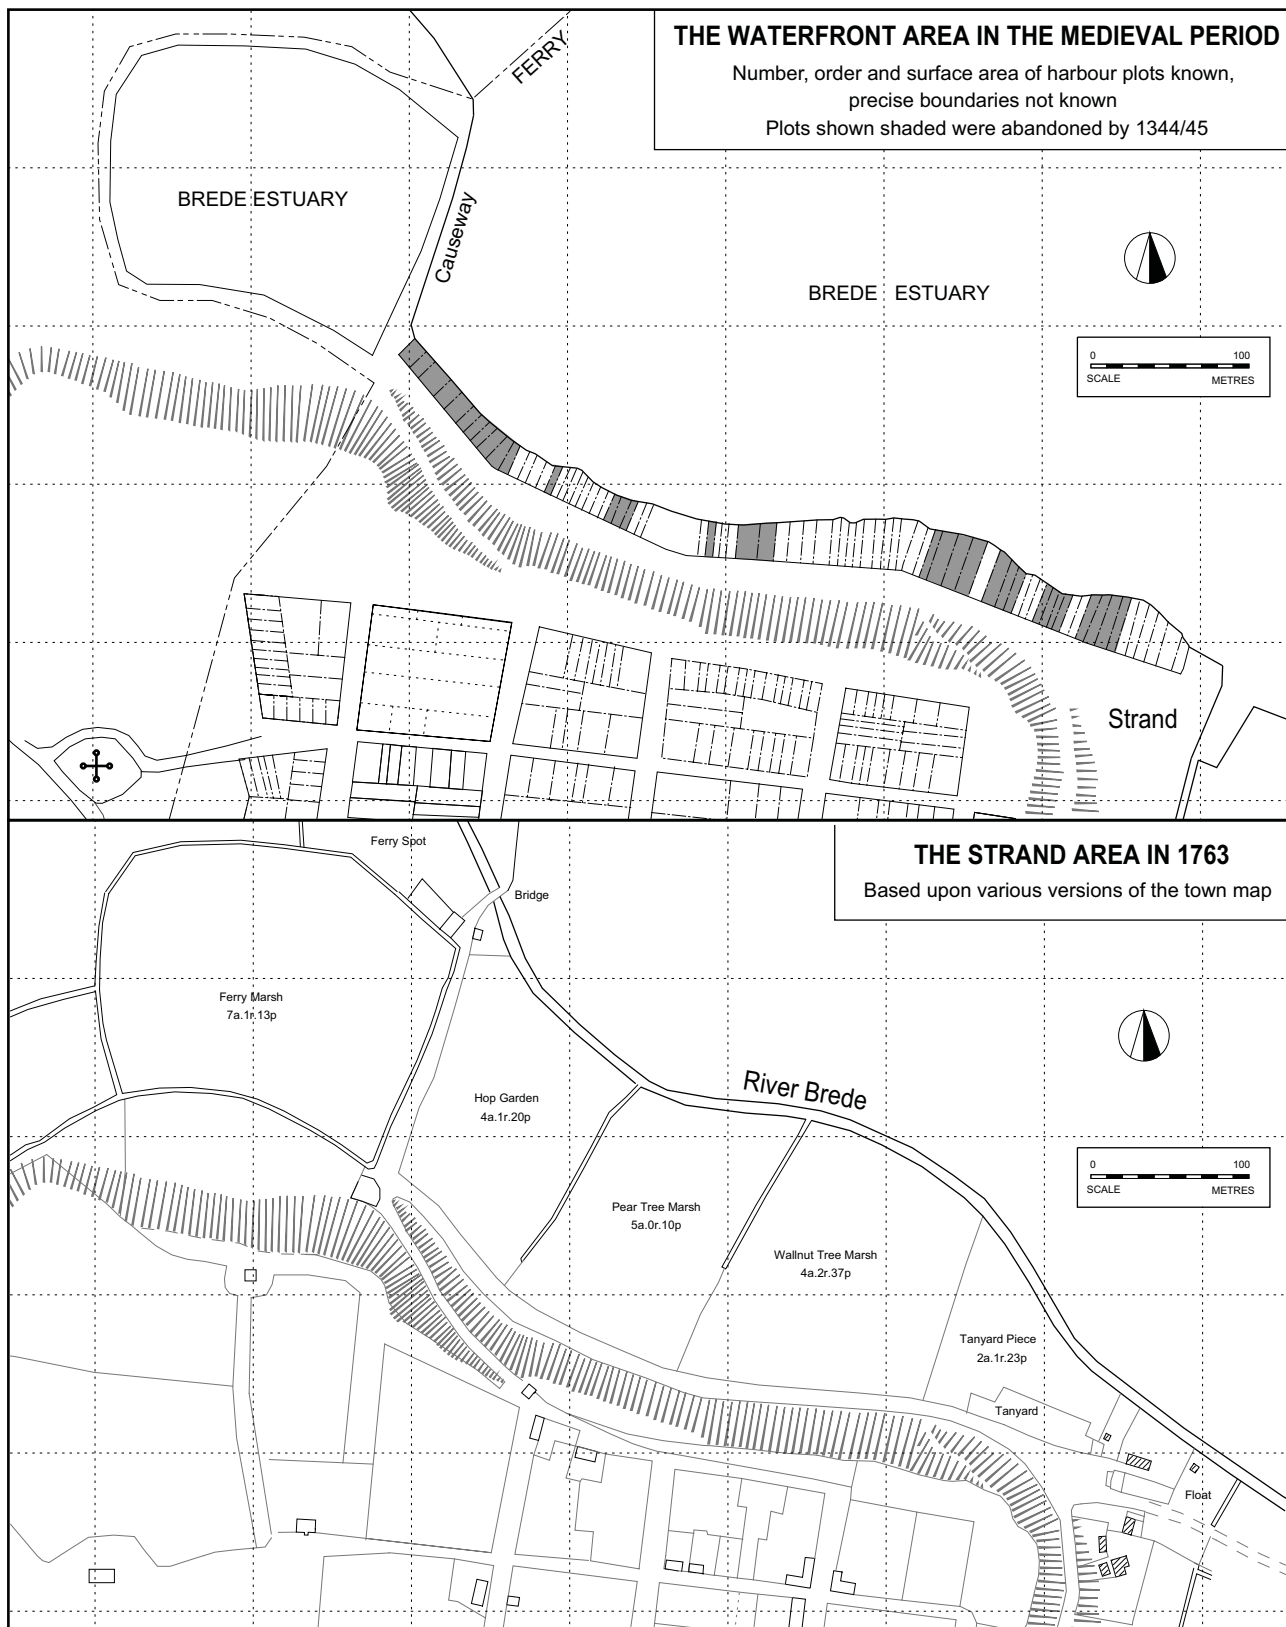 THE WATERFRONT AREA IN THE MEDIEVAL PERIOD
Number, order and surface area of harbour plots known,
precise boundaries not known
Plots shown shaded were abandoned by 1344/45
FERRY
BREDE ESTUARY
Causeway
BREDE ESTUARY
0 100
SCALE METRES
Strand
THE STRAND AREA IN 1763
Based upon various versions of the town map
Ferry Spot
Bridge
Ferry Marsh
7a.1r.13p
River Brede
Hop Garden
4a.1r.20p
0 100
SCALE METRES
Pear Tree Marsh
5a.0r.10p
Wallnut Tree Marsh
4a.2r.37p
Tanyard Piece
2a.1r.23p
Tanyard
Float